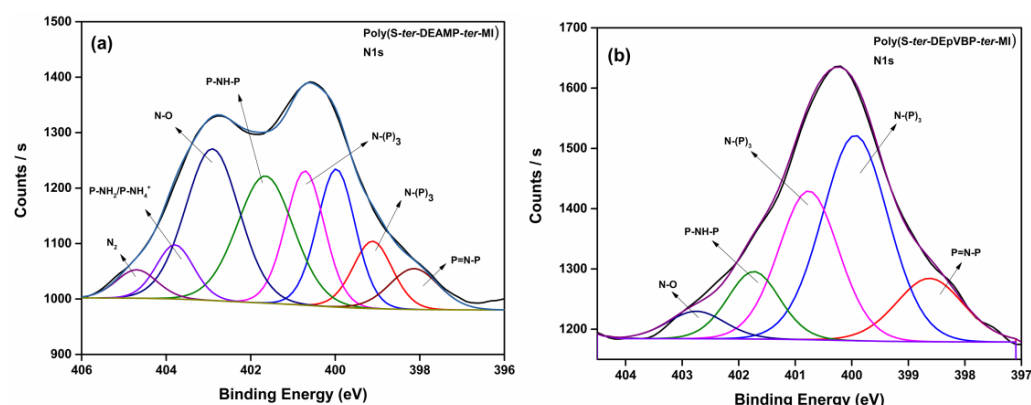 (a)
Poly(S-ter-DEAMP-ter-MI)
N1s
P-NH-P
N-O
N-(P)3
P-NH2/P-NH4+
N-(P)3
N2
P=N-P
1500
1400
1300
1200
1100
1000
900
406 404 402 400 398 396
Counts / s
Binding Energy (eV)
(b)
Poly(S-ter-DEpVBP-ter-MI)
N1s
N-(P)3
N-(P)3
P-NH-P
P=N-P
N-O
1700
1600
1500
1400
1300
1200
404 403 402 401 400 399 398 397
Counts / s
Binding Energy (eV)